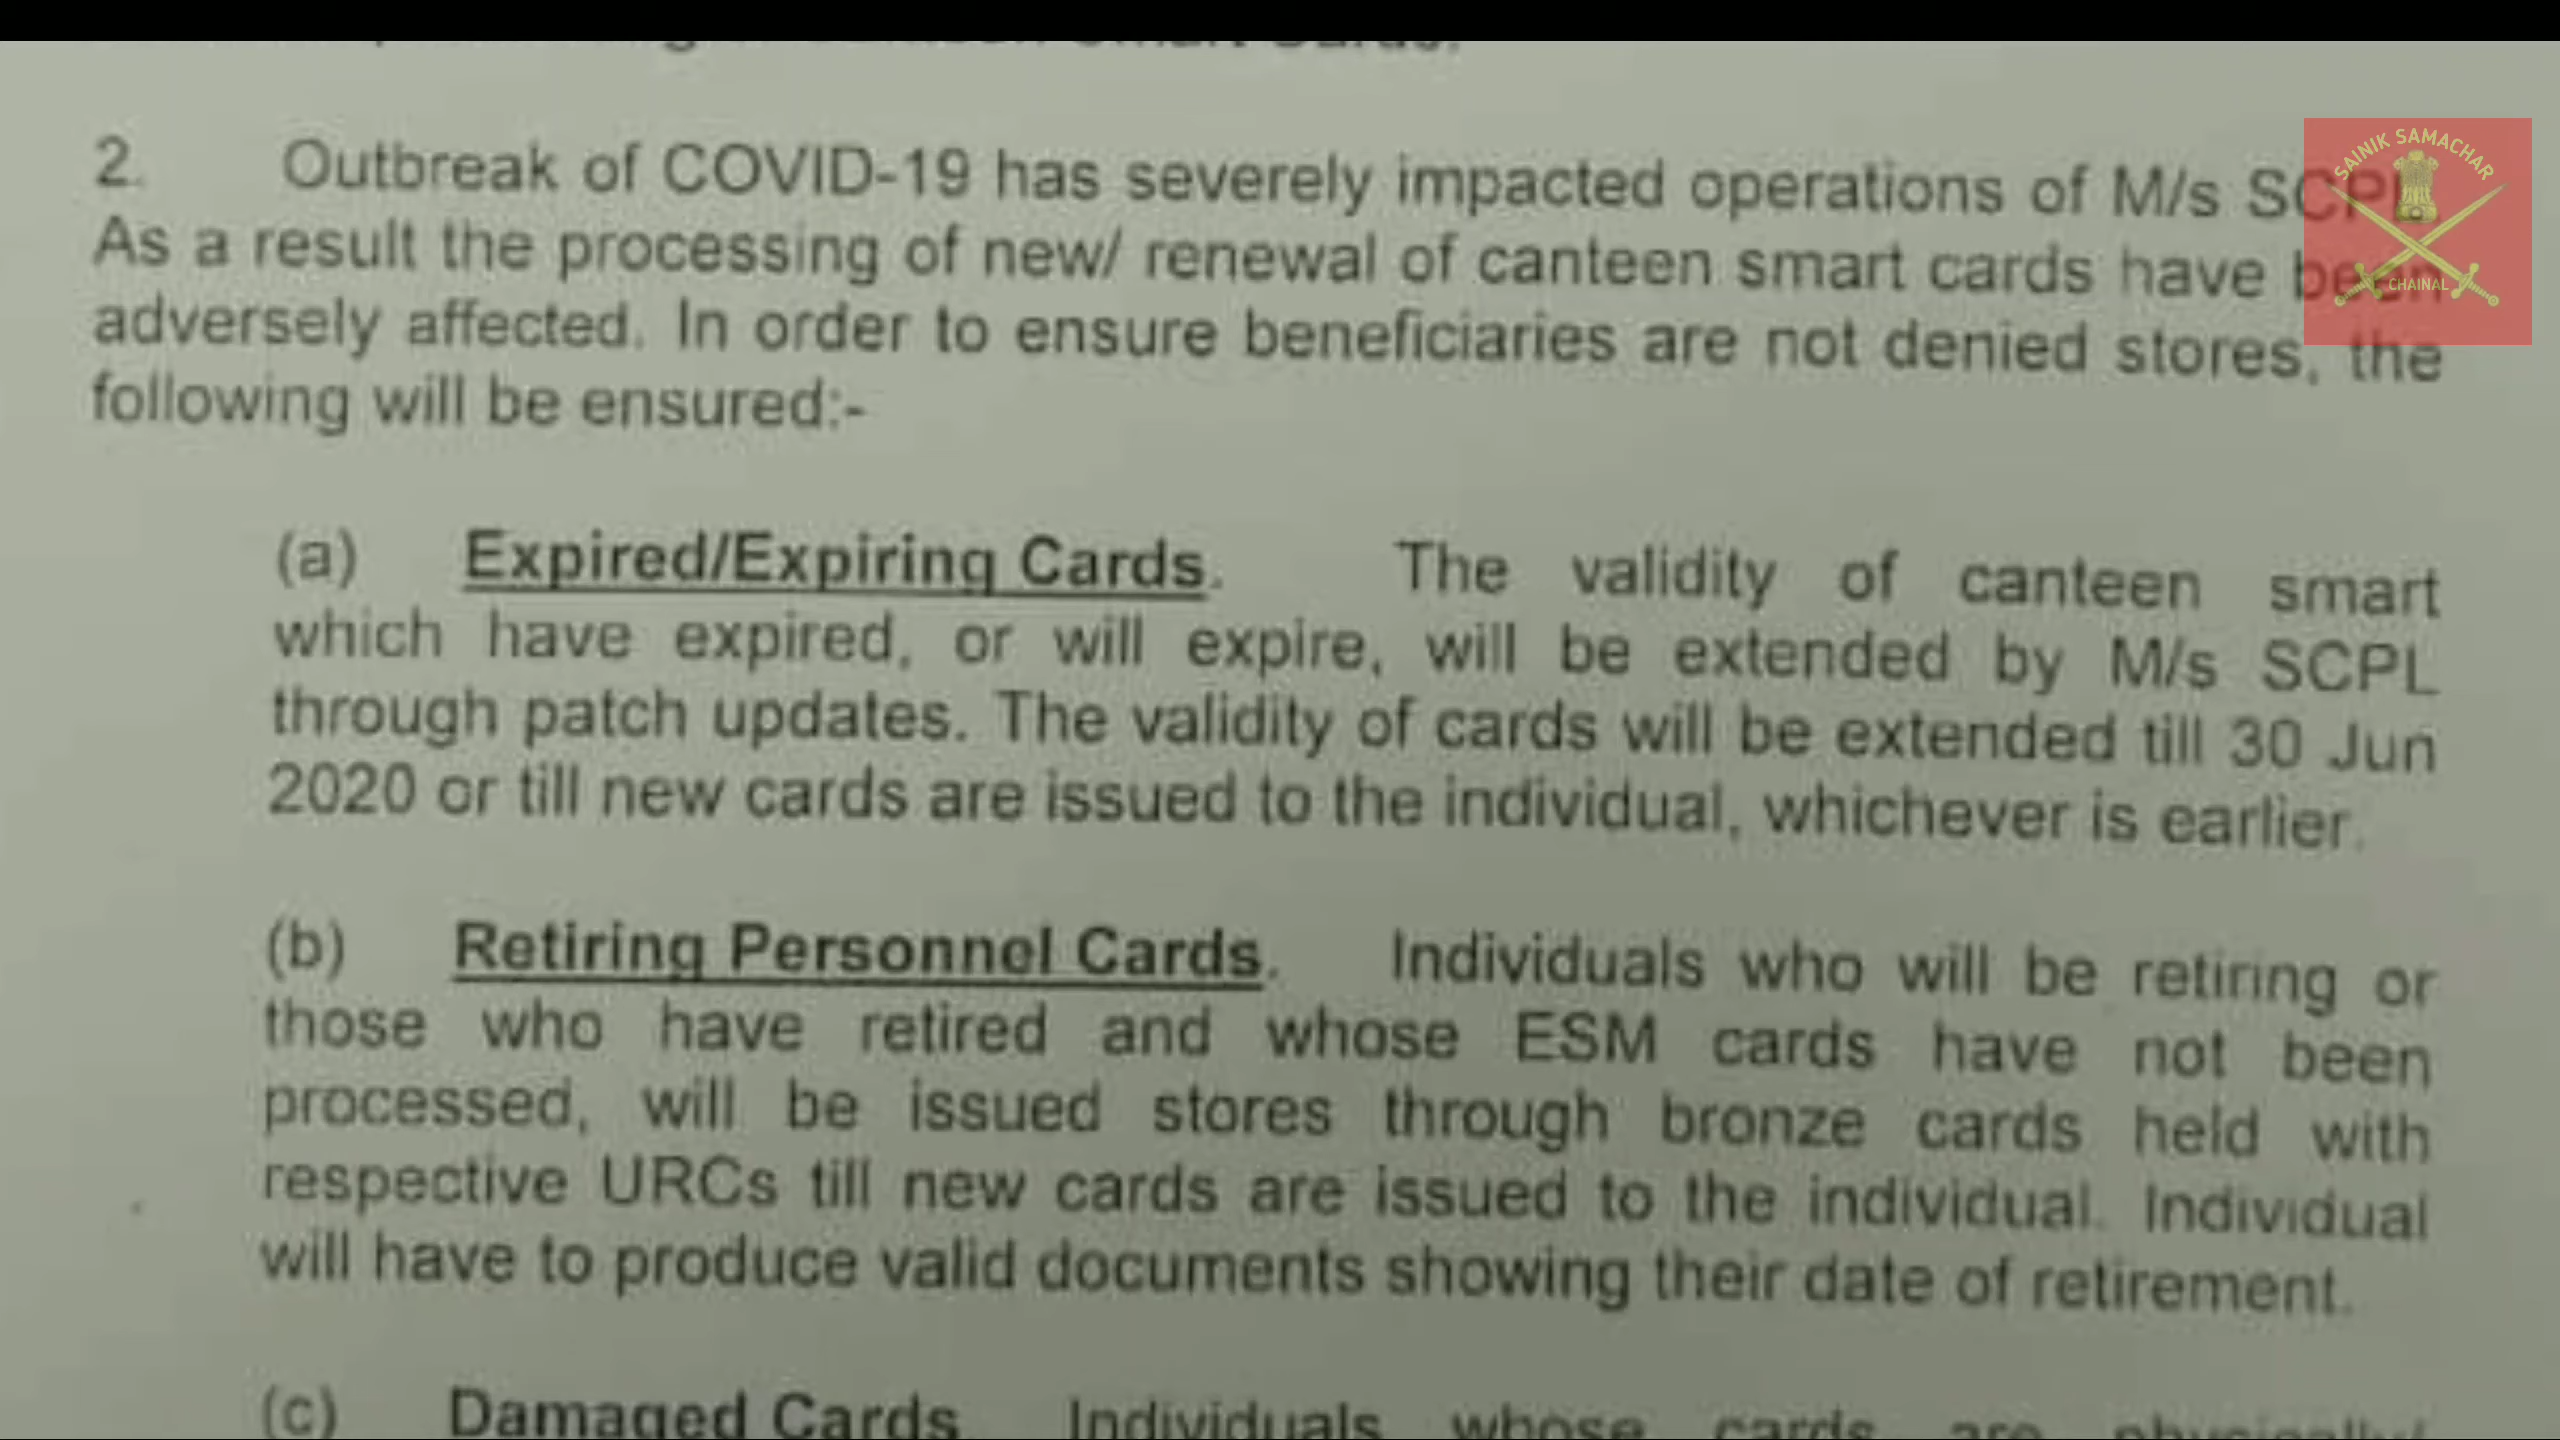 Smart Cards.
2. Outbreak of COVID-19 has severely impacted operations of M/s SCPL.
As a result the processing of new/ renewal of canteen smart cards have been
adversely affected. In order to ensure beneficiaries are not denied stores, the
following will be ensured:-
(a) Expired/Expiring Cards. The validity of canteen smart
which have expired, or will expire, will be extended by M/s SCPL
through patch updates. The validity of cards will be extended till 30 Jun
2020 or till new cards are issued to the individual, whichever is earlier.
(b) Retiring Personnel Cards. Individuals who will be retiring or
those who have retired and whose ESM cards have not been
processed, will be issued stores through bronze cards held with
respective URCs till new cards are issued to the individual. Individual
will have to produce valid documents showing their date of retirement.
(c) Damaged Cards Individuals whose cards are physically/
SAINIK SAMACHAR
CHAINAL